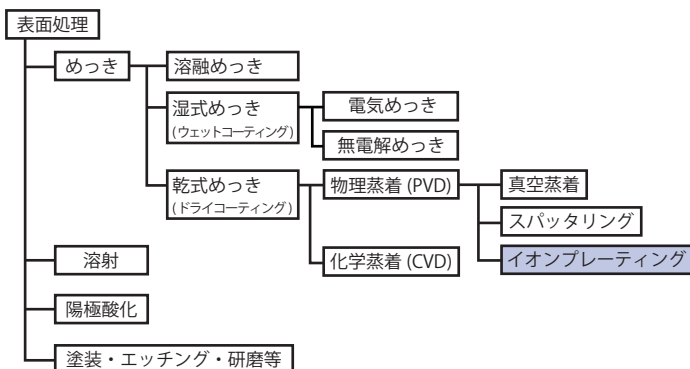 表面処理
めっき
溶融めっき
湿式めっき
(ウェットコーティング)
電気めっき
無電解めっき
乾式めっき
(ドライコーティング)
物理蒸着 (PVD)
真空蒸着
スパッタリング
イオンプレーティング
化学蒸着 (CVD)
溶射
陽極酸化
塗装・エッチング・研磨等